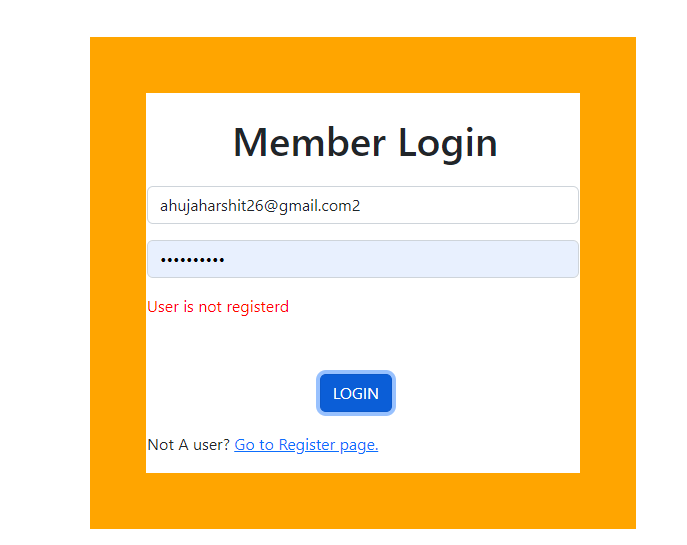 Member Login
ahujaharshit26@gmail.com2
••••••••••
User is not registerd
LOGIN
Not A user? Go to Register page.